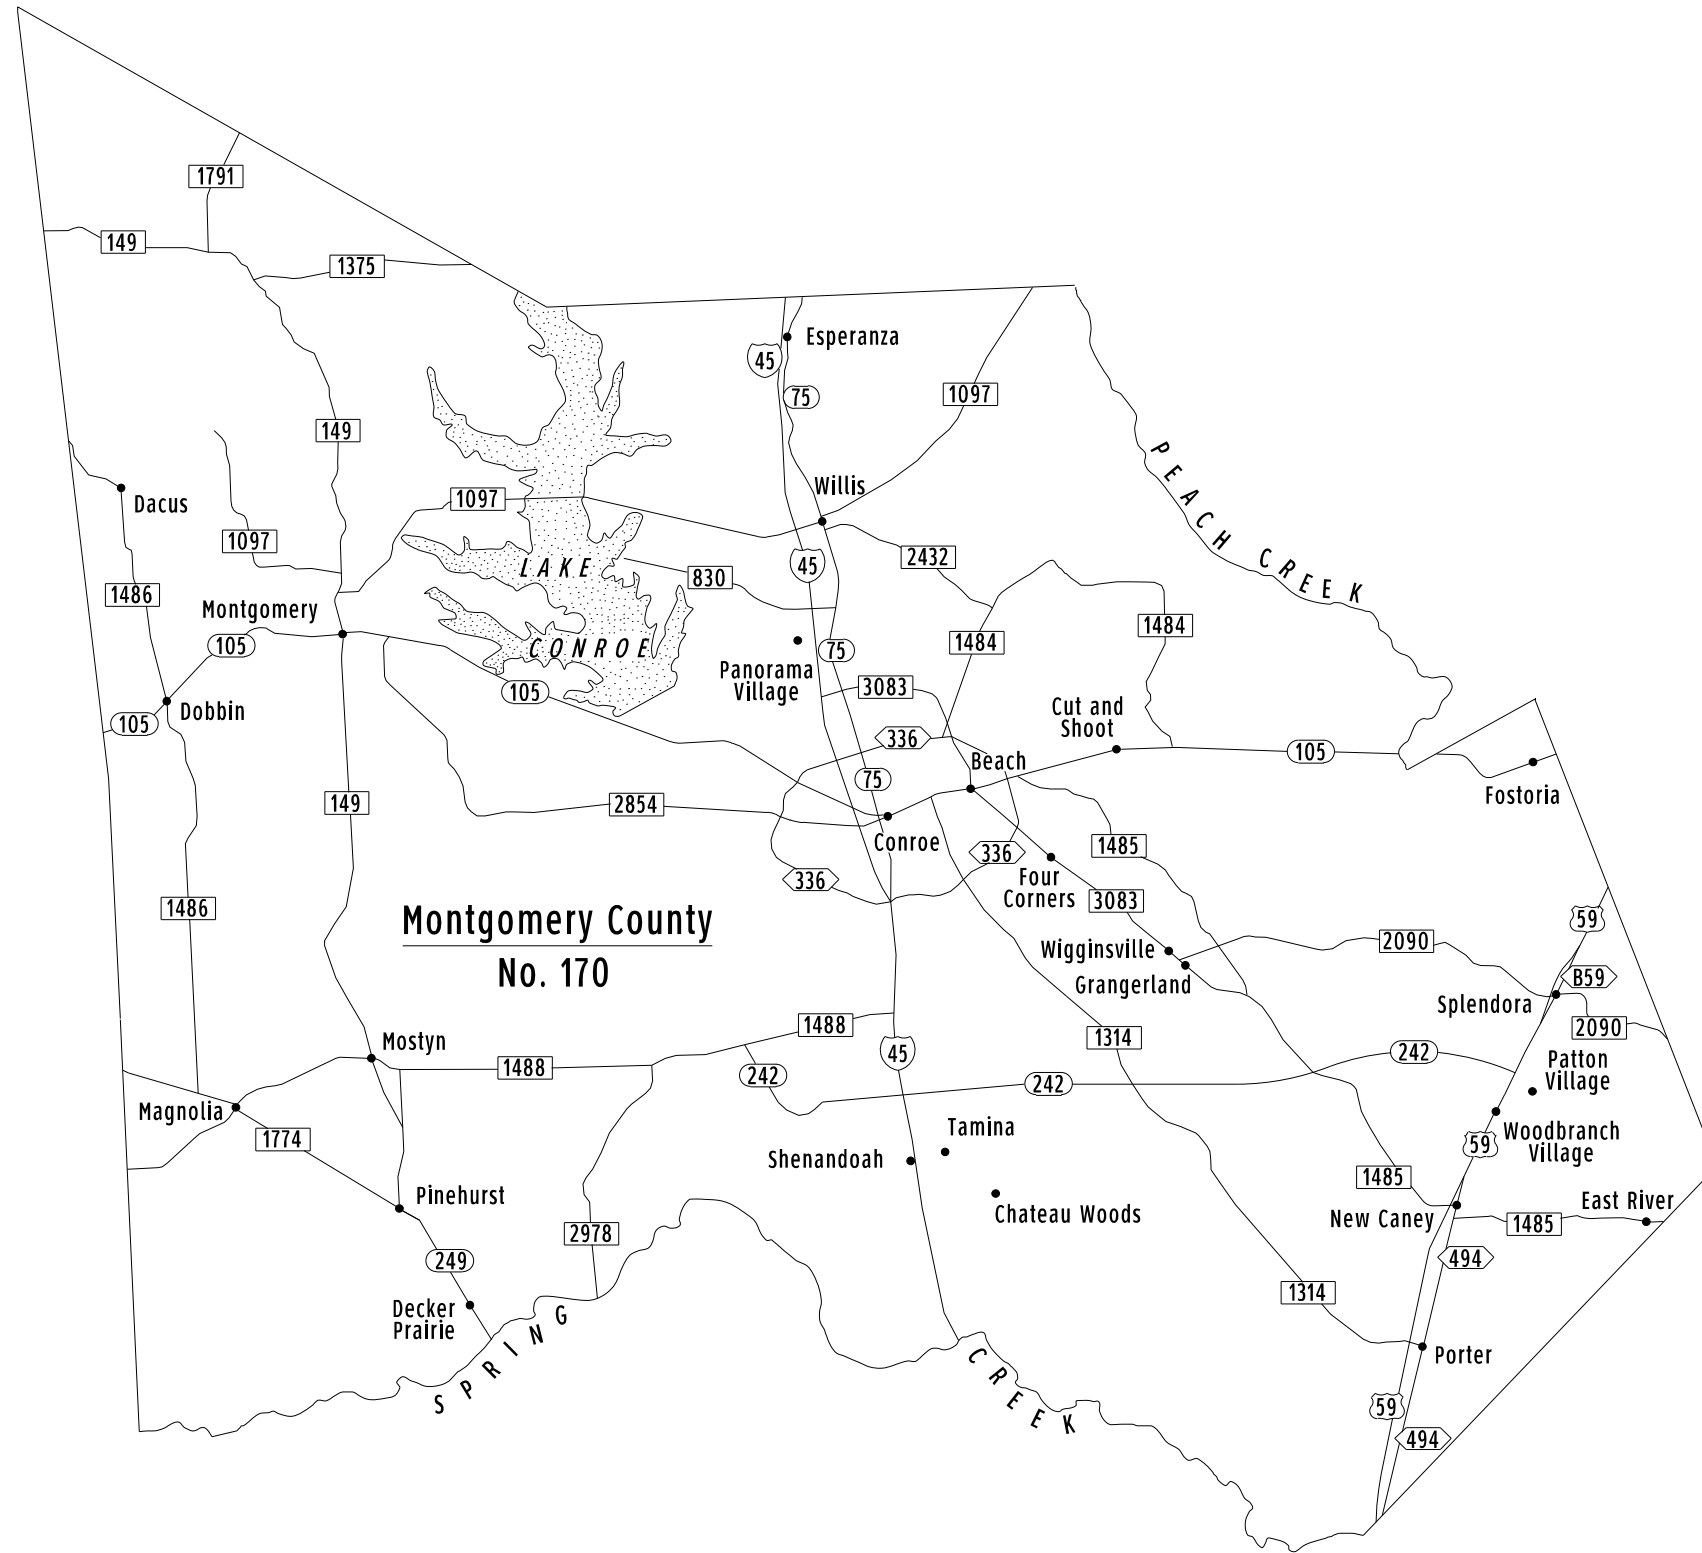 1791
149
1375
Esperanza
45
75
1097
149
PEACH CREEK
Willis
1097
Dacus
1097
45
2432
LAKE
830
1486
Montgomery
1484
1484
105
CONROE
75
Panorama
Village
3083
105
Cut and
Shoot
Dobbin
105
336
105
Beach
75
Fostoria
149
2854
Conroe
1485
336
336
Four
Corners
3083
1486
Montgomery County
59
Wigginsville
2090
No. 170
B59
Grangerland
Splendora
1488
2090
Mostyn
1314
45
242
Patton
Village
1488
242
242
Magnolia
1774
Tamina
Woodbranch
Village
59
Shenandoah
1485
Pinehurst
East River
Chateau Woods
New Caney
1485
2978
249
494
1314
Decker
Prairie
SPRING CREEK
Porter
59
494